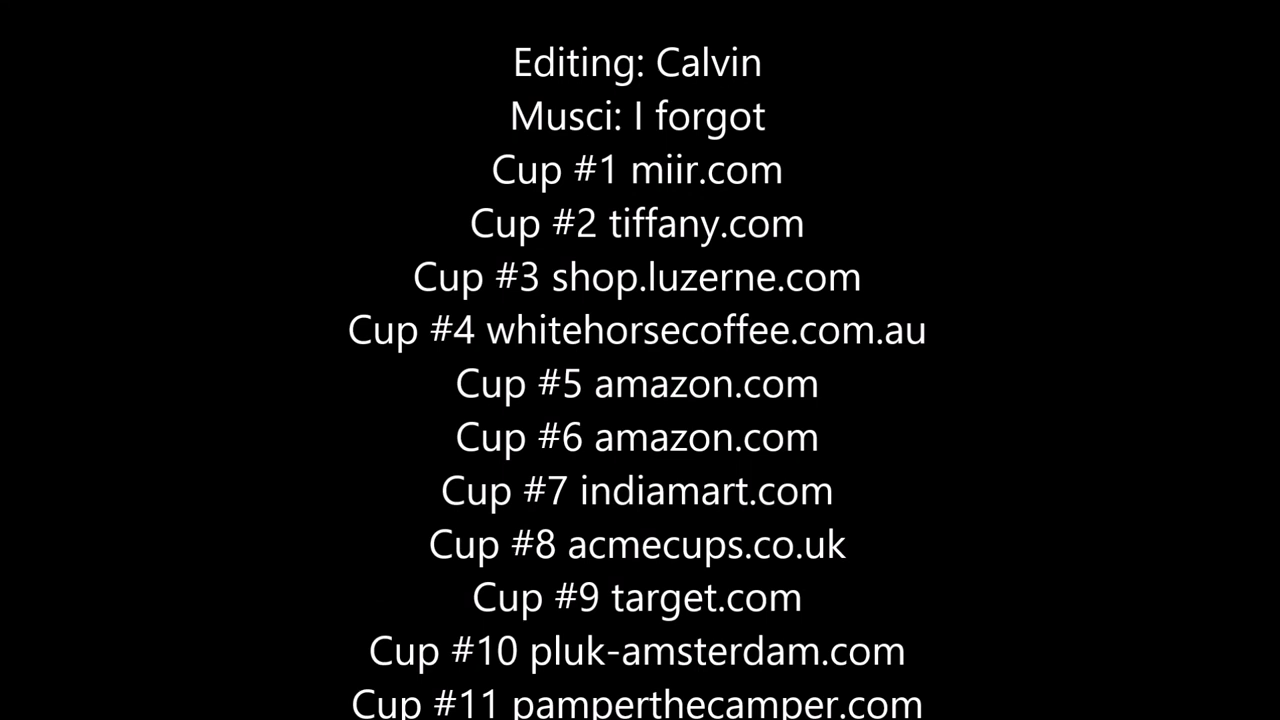 Editing: Calvin
Musci: I forgot
Cup #1 miir.com
Cup #2 tiffany.com
Cup #3 shop.luzerne.com
Cup #4 whitehorsecoffee.com.au
Cup #5 amazon.com
Cup #6 amazon.com
Cup #7 indiamart.com
Cup #8 acmecups.co.uk
Cup #9 target.com
Cup #10 pluk-amsterdam.com
Cup #11 pamperthecamper.com